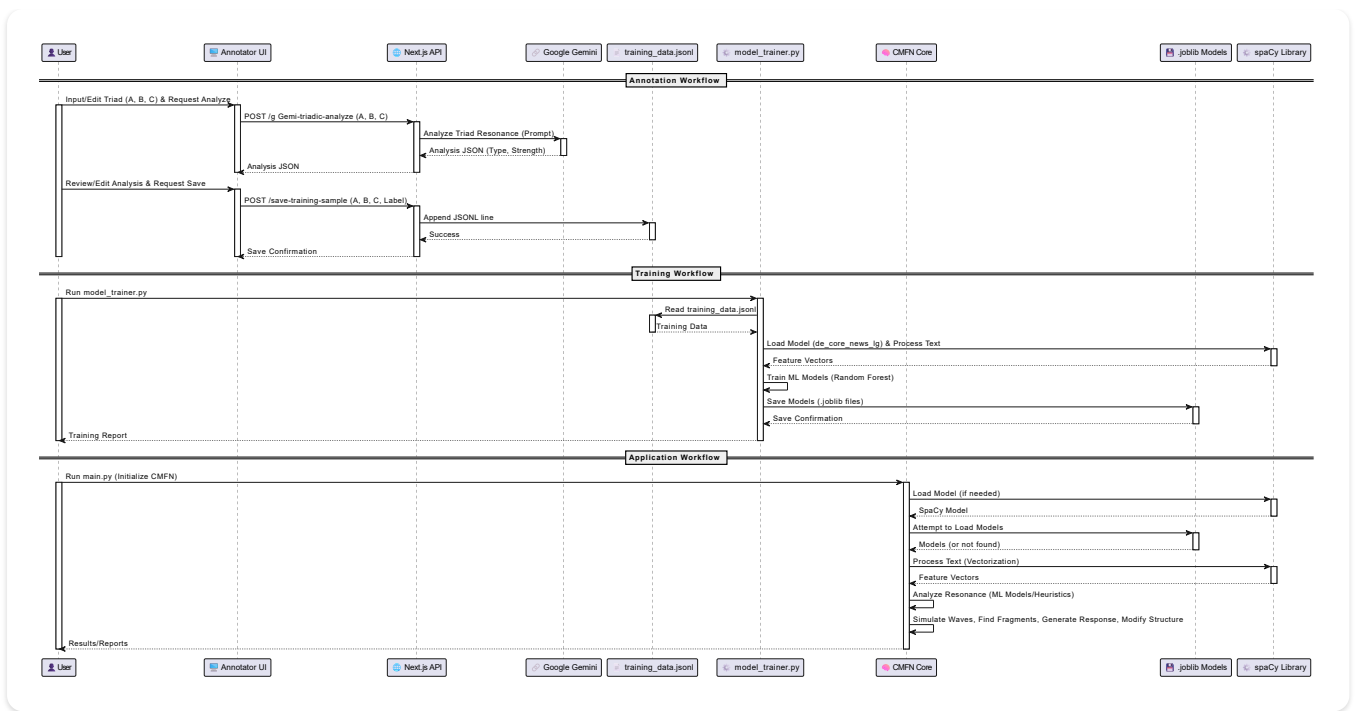 User
Annotator UI
Next.js API
Google Gemini
training_data.jsonl
model_trainer.py
CMFN Core
.joblib Models
spaCy Library
Annotation Workflow
Input/Edit Triad (A, B, C) & Request Analyze
POST /g Gemi-triadic-analyze (A, B, C)
Analyze Triad Resonance (Prompt)
Analysis JSON (Type, Strength)
Analysis JSON
Review/Edit Analysis & Request Save
POST /save-training-sample (A, B, C, Label)
Append JSONL line
Success
Save Confirmation
Training Workflow
Run model_trainer.py
Read training_data.jsonl
Training Data
Load Model (de_core_news_lg) & Process Text
Feature Vectors
Train ML Models (Random Forest)
Save Models (.joblib files)
Save Confirmation
Training Report
Application Workflow
Run main.py (Initialize CMFN)
Load Model (if needed)
SpaCy Model
Attempt to Load Models
Models (or not found)
Process Text (Vectorization)
Feature Vectors
Analyze Resonance (ML Models/Heuristics)
Simulate Waves, Find Fragments, Generate Response, Modify Structure
Results/Reports
User
Annotator UI
Next.js API
Google Gemini
training_data.jsonl
model_trainer.py
CMFN Core
.joblib Models
spaCy Library